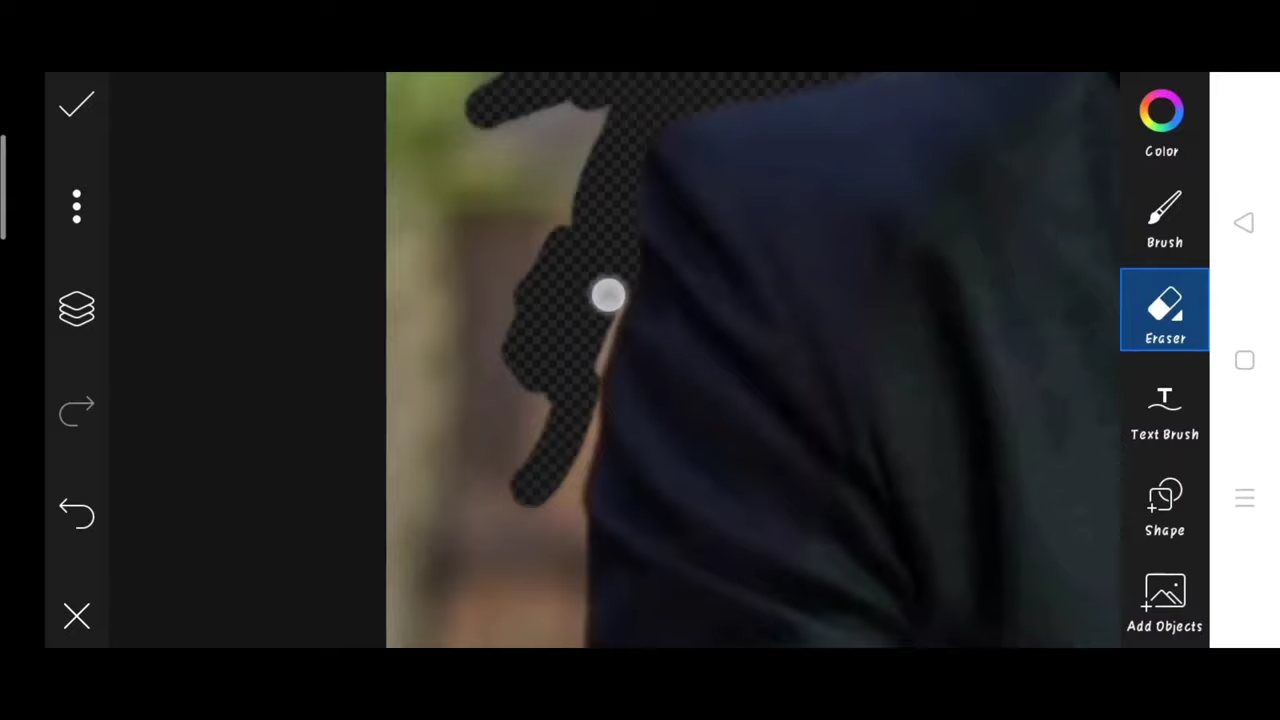 Color
Brush
Eraser
Text Brush
Shape
Add Objects